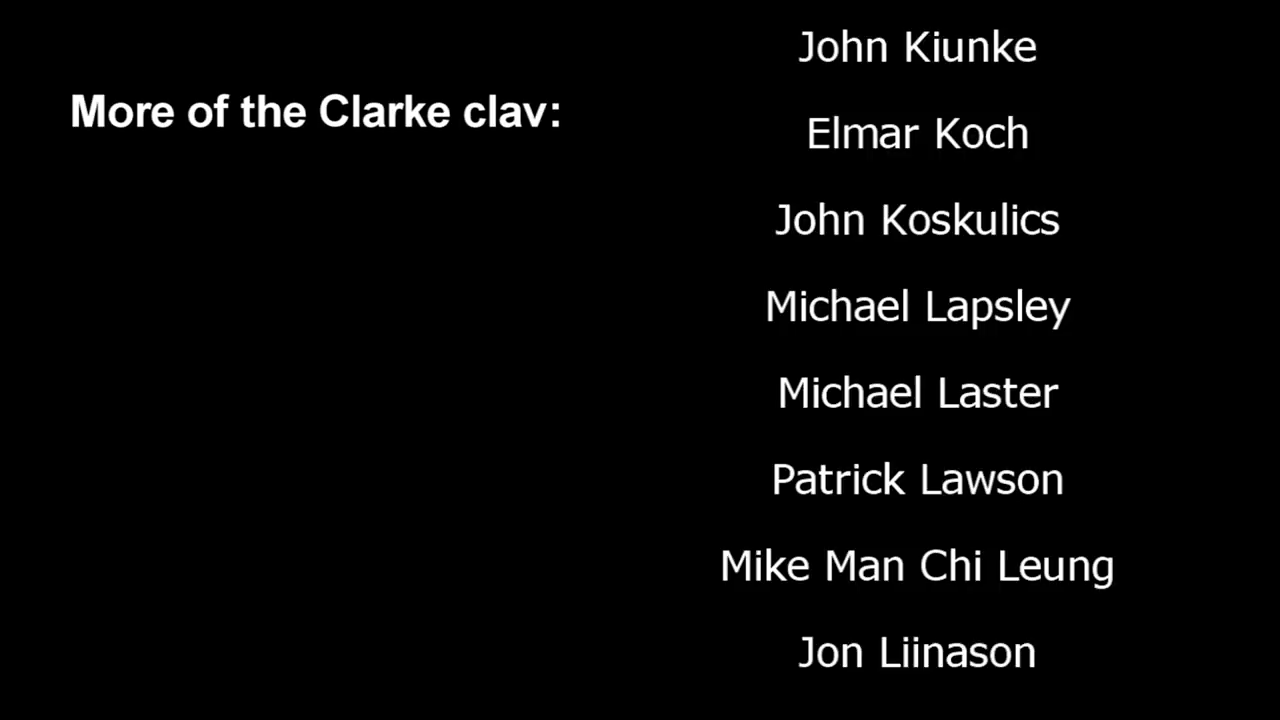 More of the Clarke clav:
John Kiunke
Elmar Koch
John Koskulics
Michael Lapsley
Michael Laster
Patrick Lawson
Mike Man Chi Leung
Jon Liinason